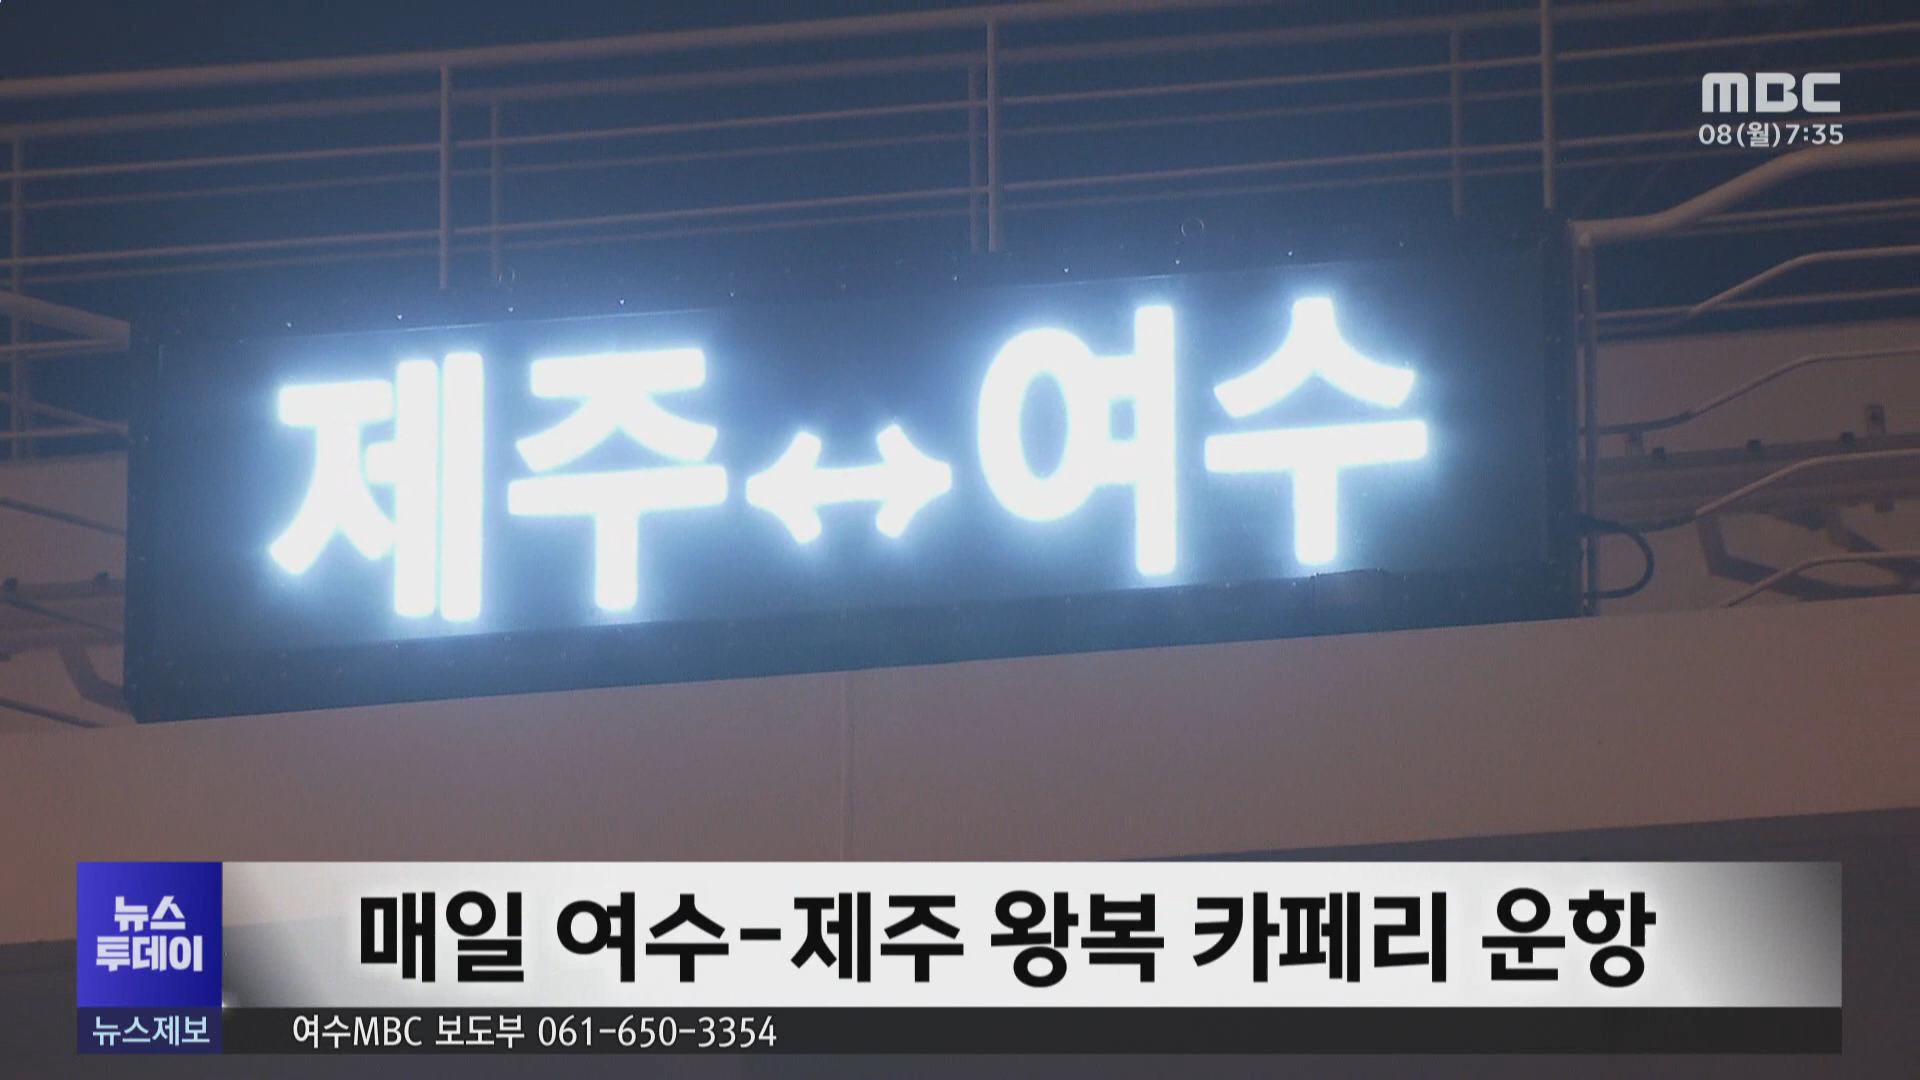 MBC
08(월)7:35
제주↔여수
뉴스
투데이
매일 여수-제주 왕복 카페리 운항
뉴스제보
여수MBC 보도부 061-650-3354